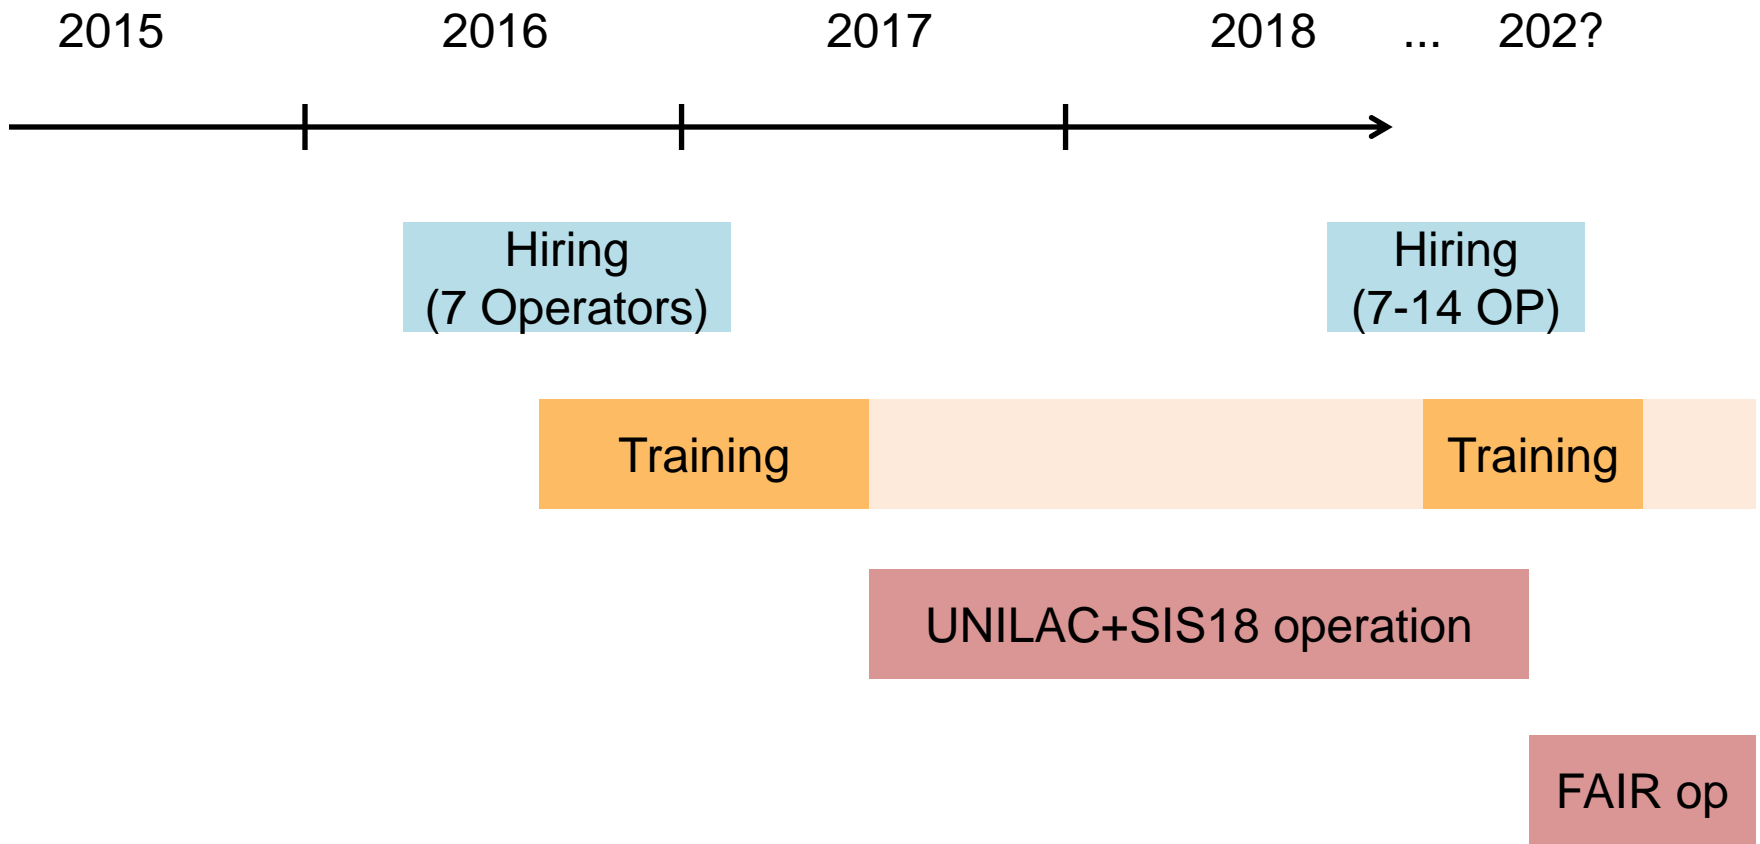 2015 2016 2017 2018 ... 202?
Hiring
(7 Operators)
Hiring
(7-14 OP)
Training
Training
UNILAC+SIS18 operation
FAIR op